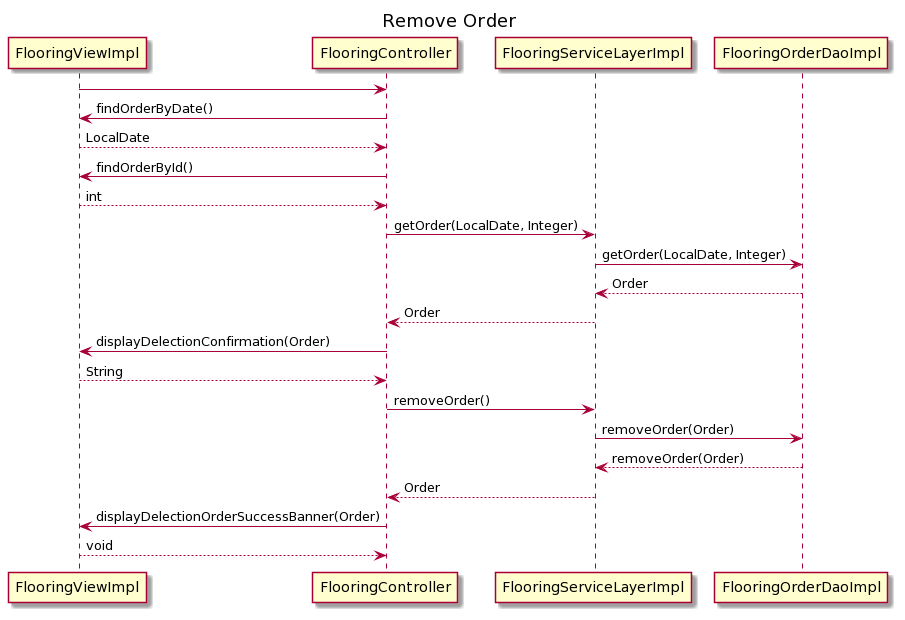 Remove Order
FlooringViewImpl FlooringController FlooringServiceLayerImpl FlooringOrderDaoImpl
findOrderByDate()
LocalDate
findOrderById()
int
getOrder(LocalDate, Integer)
getOrder(LocalDate, Integer)
Order
Order
displayDelectionConfirmation(Order)
String
removeOrder()
removeOrder(Order)
removeOrder(Order)
Order
displayDelectionOrderSuccessBanner(Order)
void
FlooringViewImpl FlooringController FlooringServiceLayerImpl FlooringOrderDaoImpl